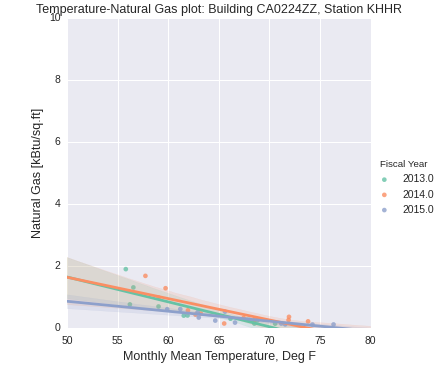 Temperature-Natural Gas plot: Building CA0224ZZ, Station KHHR
10
8
6
4
2
0
Natural Gas [kBtu/sq.ft]
50 55 60 65 70 75 80
Monthly Mean Temperature, Deg F
Fiscal Year
2013.0
2014.0
2015.0